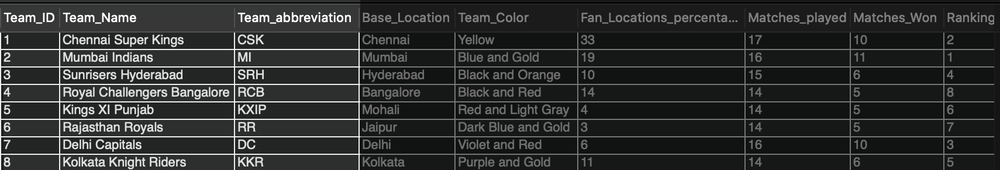 Team_ID Team_Name Team_abbreviation Base_Location Team_Color Fan_Locations_percenta... Matches_played Matches_Won Ranking
1 Chennai Super Kings CSK Chennai Yellow 33 17 10 2
2 Mumbai Indians MI Mumbai Blue and Gold 19 16 11 1
3 Sunrisers Hyderabad SRH Hyderabad Black and Orange 10 15 6 4
4 Royal Challengers Bangalore RCB Bangalore Black and Red 14 14 5 8
5 Kings XI Punjab KXIP Mohali Red and Light Gray 4 14 5 6
6 Rajasthan Royals RR Jaipur Dark Blue and Gold 3 14 5 7
7 Delhi Capitals DC Delhi Violet and Red 6 16 10 3
8 Kolkata Knight Riders KKR Kolkata Purple and Gold 11 14 6 5